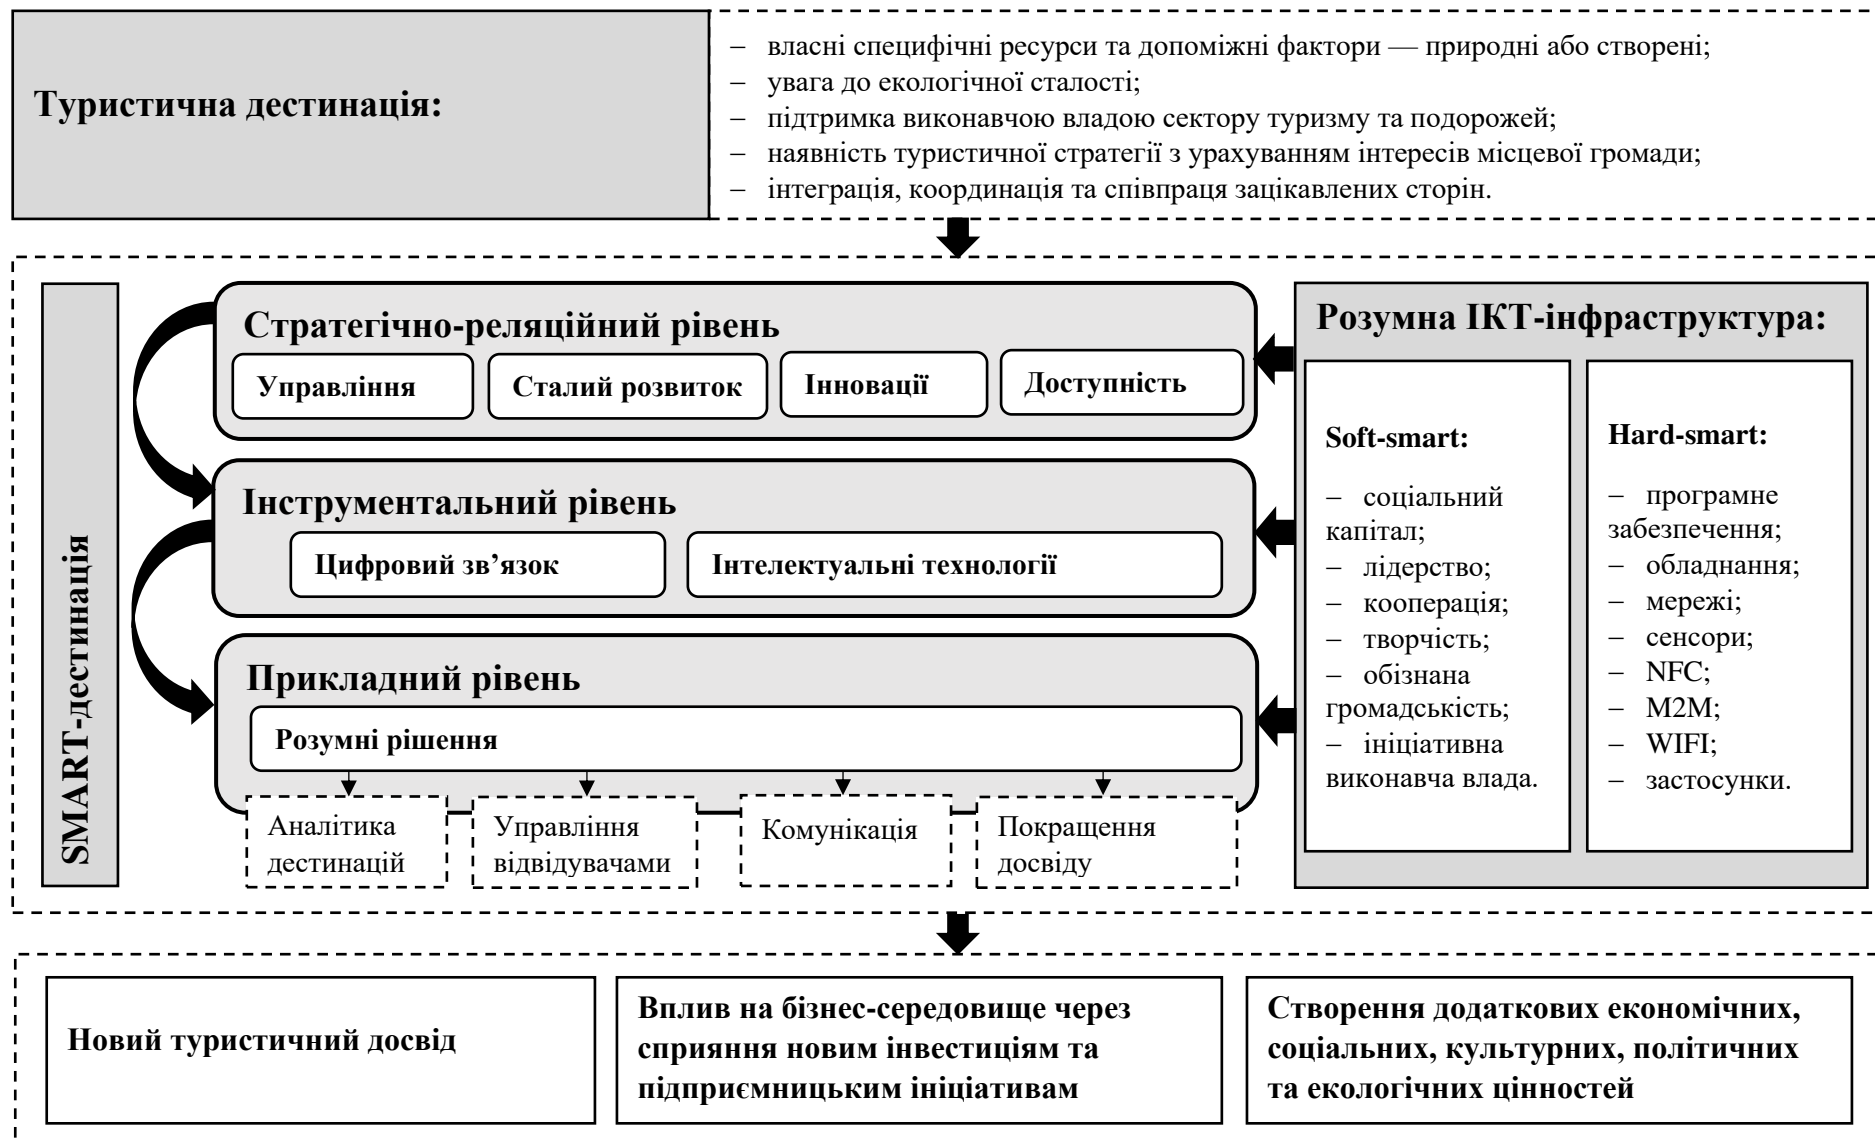 Туристична дестинація:
– власні специфічні ресурси та допоміжні фактори — природні або створені;
– увага до екологічної сталості;
– підтримка виконавчою владою сектору туризму та подорожей;
– наявність туристичної стратегії з урахуванням інтересів місцевої громади;
– інтеграція, координація та співпраця зацікавлених сторін.
SMART-дестинація
Стратегічно-реляційний рівень
Управління
Сталий розвиток
Інновації
Доступність
Інструментальний рівень
Цифровий зв’язок
Інтелектуальні технології
Прикладний рівень
Розумні рішення
Аналітика
дестинацій
Управління
відвідувачами
Комунікація
Покращення
досвіду
Розумна ІКТ-інфраструктура:
Soft-smart:
– соціальний
капітал;
– лідерство;
– кооперація;
– творчість;
– обізнана
громадськість;
– ініціативна
виконавча влада.
Hard-smart:
– програмне
забезпечення;
– обладнання;
– мережі;
– сенсори;
– NFC;
– M2M;
– WIFI;
– застосунки.
Новий туристичний досвід
Вплив на бізнес-середовище через
сприяння новим інвестиціям та
підприємницьким ініціативам
Створення додаткових економічних,
соціальних, культурних, політичних
та екологічних цінностей